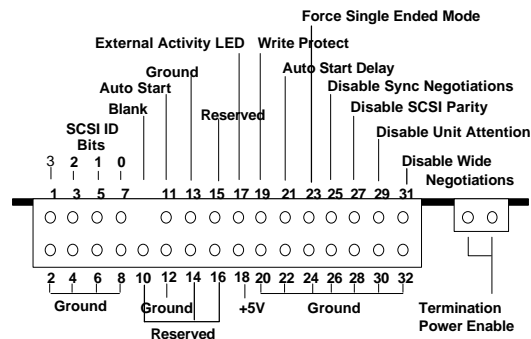 Force Single Ended Mode
External Activity LED Write Protect
Ground Auto Start Delay
Auto Start Disable Sync Negotiations
Blank Reserved Disable SCSI Parity
SCSI ID
Bits Disable Unit Attention
3 2 1 0 Disable Wide
Negotiations
1 3 5 7 11 13 15 17 19 21 23 25 27 29 31
2 4 6 8 10 12 14 16 18 20 22 24 26 28 30 32
Ground Ground +5V Ground
Reserved
Termination
Power Enable